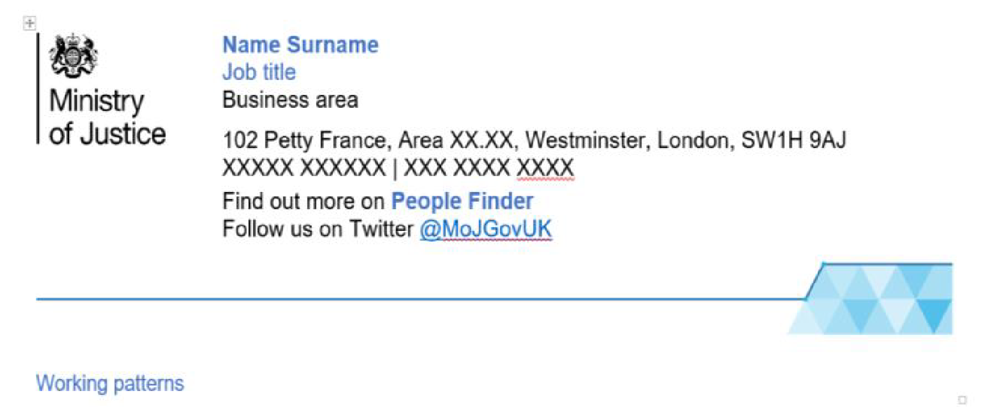 Ministry
of Justice
Name Surname
Job title
Business area
102 Petty France, Area XX.XX, Westminster, London, SW1H 9AJ
XXXXX XXXXXX | XXX XXXX XXXX
Find out more on People Finder
Follow us on Twitter @MoJGovUK
Working patterns